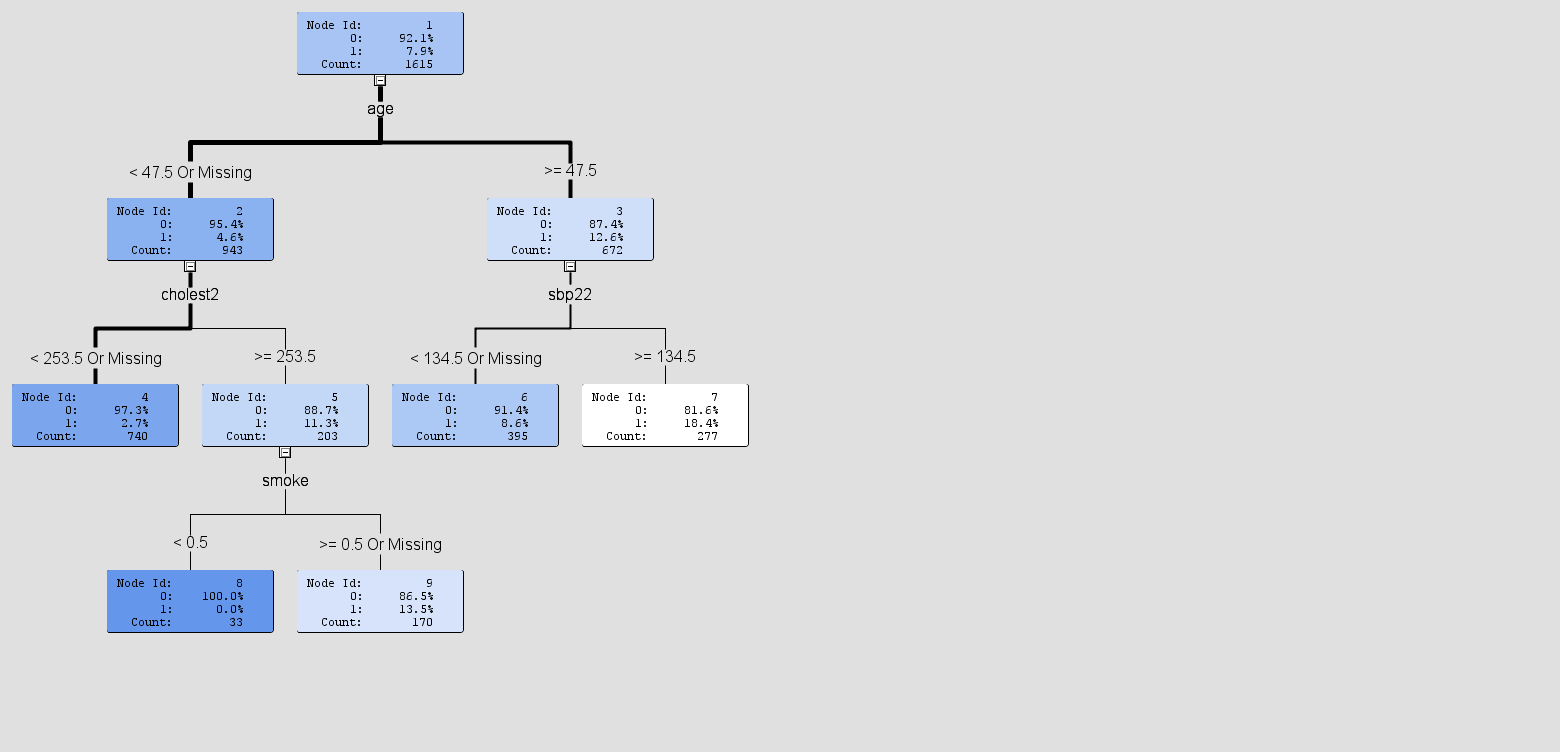 Node Id: 1
0: 92.1%
1: 7.9%
Count: 1615
age
< 47.5 Or Missing
>= 47.5
Node Id: 2
0: 95.4%
1: 4.6%
Count: 943
Node Id: 3
0: 87.4%
1: 12.6%
Count: 672
cholest2
sbp22
< 253.5 Or Missing
>= 253.5
< 134.5 Or Missing
>= 134.5
Node Id: 4
0: 97.3%
1: 2.7%
Count: 740
Node Id: 5
0: 88.7%
1: 11.3%
Count: 203
Node Id: 6
0: 91.4%
1: 8.6%
Count: 395
Node Id: 7
0: 81.6%
1: 18.4%
Count: 277
smoke
< 0.5
>= 0.5 Or Missing
Node Id: 8
0: 100.0%
1: 0.0%
Count: 33
Node Id: 9
0: 86.5%
1: 13.5%
Count: 170